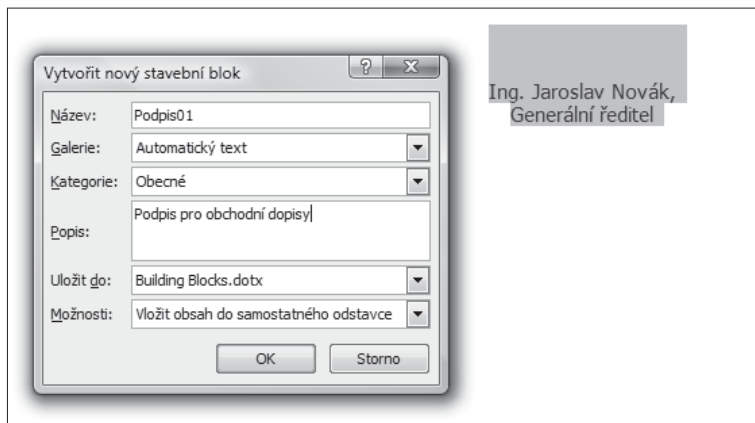 Vytvořit nový stavební blok
Název: Podpis01
Galerie: Automatický text
Kategorie: Obecné
Popis: Podpis pro obchodní dopisy
Uložit do: Building Blocks.dotx
Možnosti: Vložit obsah do samostatného odstavce
OK Storno
Ing. Jaroslav Novák,
Generální ředitel